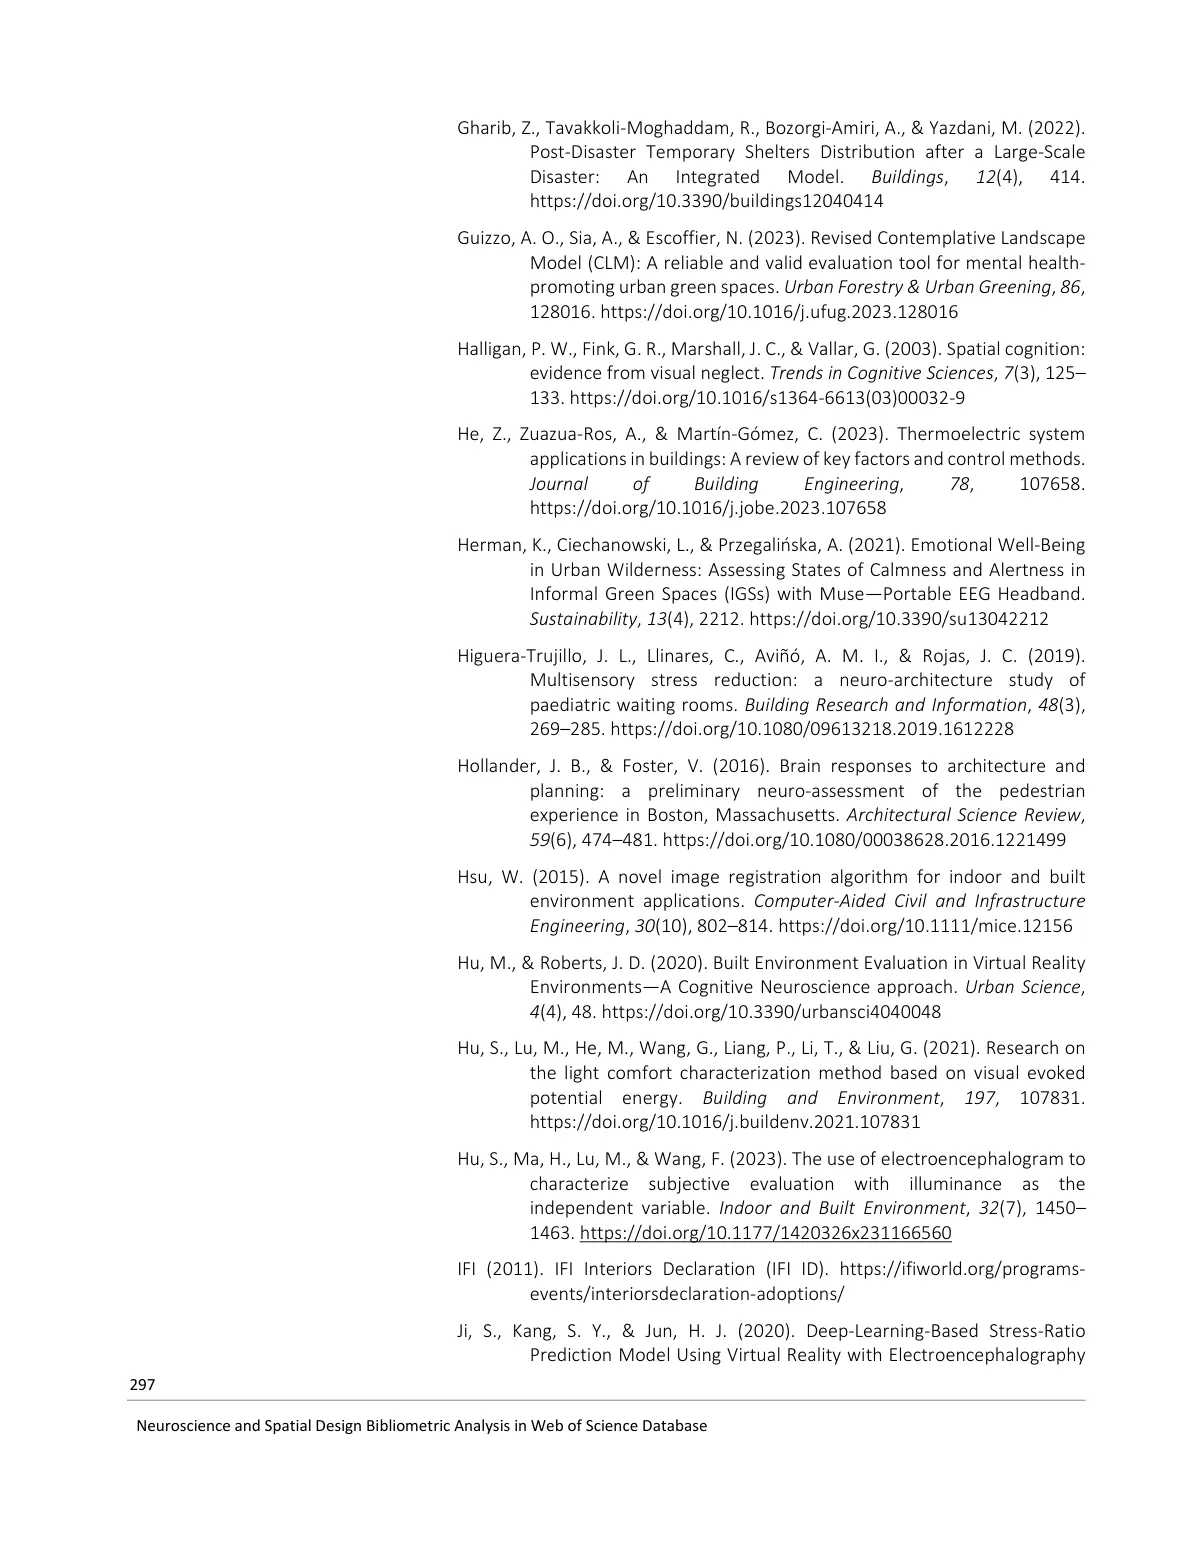 Gharib, Z., Tavakkoli-Moghaddam, R., Bozorgi-Amiri, A., & Yazdani, M. (2022).
Post-Disaster Temporary Shelters Distribution after a Large-Scale
Disaster: An Integrated Model. Buildings, 12(4), 414.
https://doi.org/10.3390/buildings12040414
Guizzo, A. O., Sia, A., & Escoffier, N. (2023). Revised Contemplative Landscape
Model (CLM): A reliable and valid evaluation tool for mental health-
promoting urban green spaces. Urban Forestry & Urban Greening, 86,
128016. https://doi.org/10.1016/j.ufug.2023.128016
Halligan, P. W., Fink, G. R., Marshall, J. C., & Vallar, G. (2003). Spatial cognition:
evidence from visual neglect. Trends in Cognitive Sciences, 7(3), 125–
133. https://doi.org/10.1016/s1364-6613(03)00032-9
He, Z., Zuazua-Ros, A., & Martín-Gómez, C. (2023). Thermoelectric system
applications in buildings: A review of key factors and control methods.
Journal of Building Engineering, 78, 107658.
https://doi.org/10.1016/j.jobe.2023.107658
Herman, K., Ciechanowski, L., & Przegalińska, A. (2021). Emotional Well-Being
in Urban Wilderness: Assessing States of Calmness and Alertness in
Informal Green Spaces (IGSs) with Muse—Portable EEG Headband.
Sustainability, 13(4), 2212. https://doi.org/10.3390/su13042212
Higuera-Trujillo, J. L., Llinares, C., Aviñó, A. M. I., & Rojas, J. C. (2019).
Multisensory stress reduction: a neuro-architecture study of
paediatric waiting rooms. Building Research and Information, 48(3),
269–285. https://doi.org/10.1080/09613218.2019.1612228
Hollander, J. B., & Foster, V. (2016). Brain responses to architecture and
planning: a preliminary neuro-assessment of the pedestrian
experience in Boston, Massachusetts. Architectural Science Review,
59(6), 474–481. https://doi.org/10.1080/00038628.2016.1221499
Hsu, W. (2015). A novel image registration algorithm for indoor and built
environment applications. Computer-Aided Civil and Infrastructure
Engineering, 30(10), 802–814. https://doi.org/10.1111/mice.12156
Hu, M., & Roberts, J. D. (2020). Built Environment Evaluation in Virtual Reality
Environments—A Cognitive Neuroscience approach. Urban Science,
4(4), 48. https://doi.org/10.3390/urbansci4040048
Hu, S., Lu, M., He, M., Wang, G., Liang, P., Li, T., & Liu, G. (2021). Research on
the light comfort characterization method based on visual evoked
potential energy. Building and Environment, 197, 107831.
https://doi.org/10.1016/j.buildenv.2021.107831
Hu, S., Ma, H., Lu, M., & Wang, F. (2023). The use of electroencephalogram to
characterize subjective evaluation with illuminance as the
independent variable. Indoor and Built Environment, 32(7), 1450–
1463. https://doi.org/10.1177/1420326x231166560
IFI (2011). IFI Interiors Declaration (IFI ID). https://ifiworld.org/programs-
events/interiorsdeclaration-adoptions/
Ji, S., Kang, S. Y., & Jun, H. J. (2020). Deep-Learning-Based Stress-Ratio
Prediction Model Using Virtual Reality with Electroencephalography
297
Neuroscience and Spatial Design Bibliometric Analysis in Web of Science Database